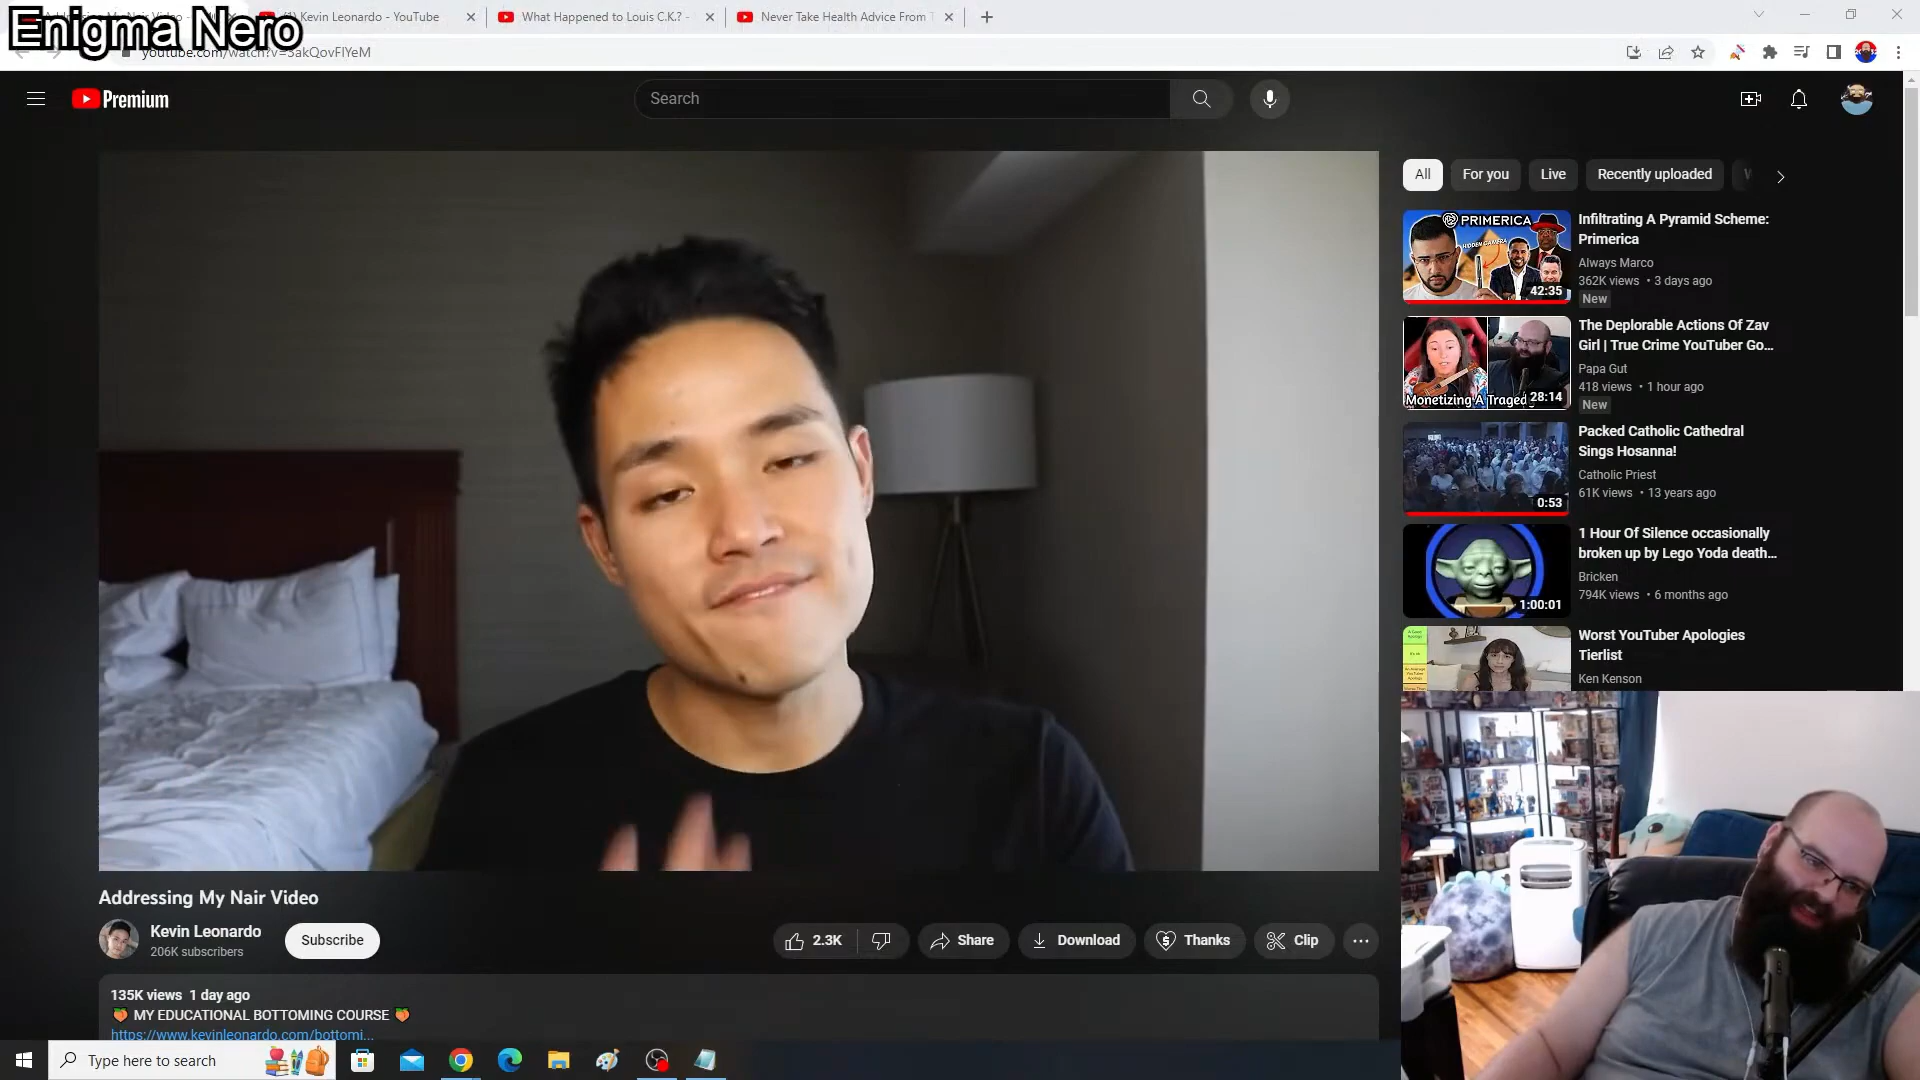 Enigma Nero
(1) Kevin Leonardo - YouTube
What Happened to Louis C.K.? -
Never Take Health Advice From
youtube.com/watch?v=3akQovFlYeM
Premium
Search
All
For you
Live
Recently uploaded
PRIMERICA
HIDDEN CAMERA
42:35
Infiltrating A Pyramid Scheme:
Primerica
Always Marco
362K views • 3 days ago
New
Monetizing A Traged
28:14
The Deplorable Actions Of Zav
Girl | True Crime YouTuber Go...
Papa Gut
418 views • 1 hour ago
New
0:53
Packed Catholic Cathedral
Sings Hosanna!
Catholic Priest
61K views • 13 years ago
1:00:01
1 Hour Of Silence occasionally
broken up by Lego Yoda death...
Bricken
794K views • 6 months ago
Worst YouTuber Apologies
Tierlist
Ken Kenson
Addressing My Nair Video
Kevin Leonardo
206K subscribers
Subscribe
2.3K
Share
Download
Thanks
Clip
135K views 1 day ago
🍑 MY EDUCATIONAL BOTTOMING COURSE 🍑
https://www.kevinleonardo.com/bottomi...
Type here to search